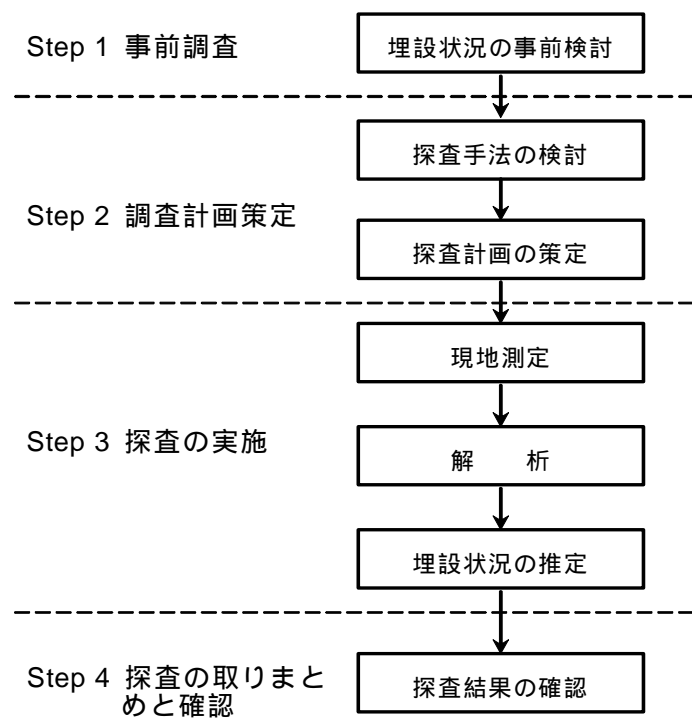 Step 1 事前調査
埋設状況の事前検討
探査手法の検討
Step 2 調査計画策定
探査計画の策定
現地測定
Step 3 探査の実施
解 析
埋設状況の推定
Step 4 探査の取りまと
めと確認
探査結果の確認